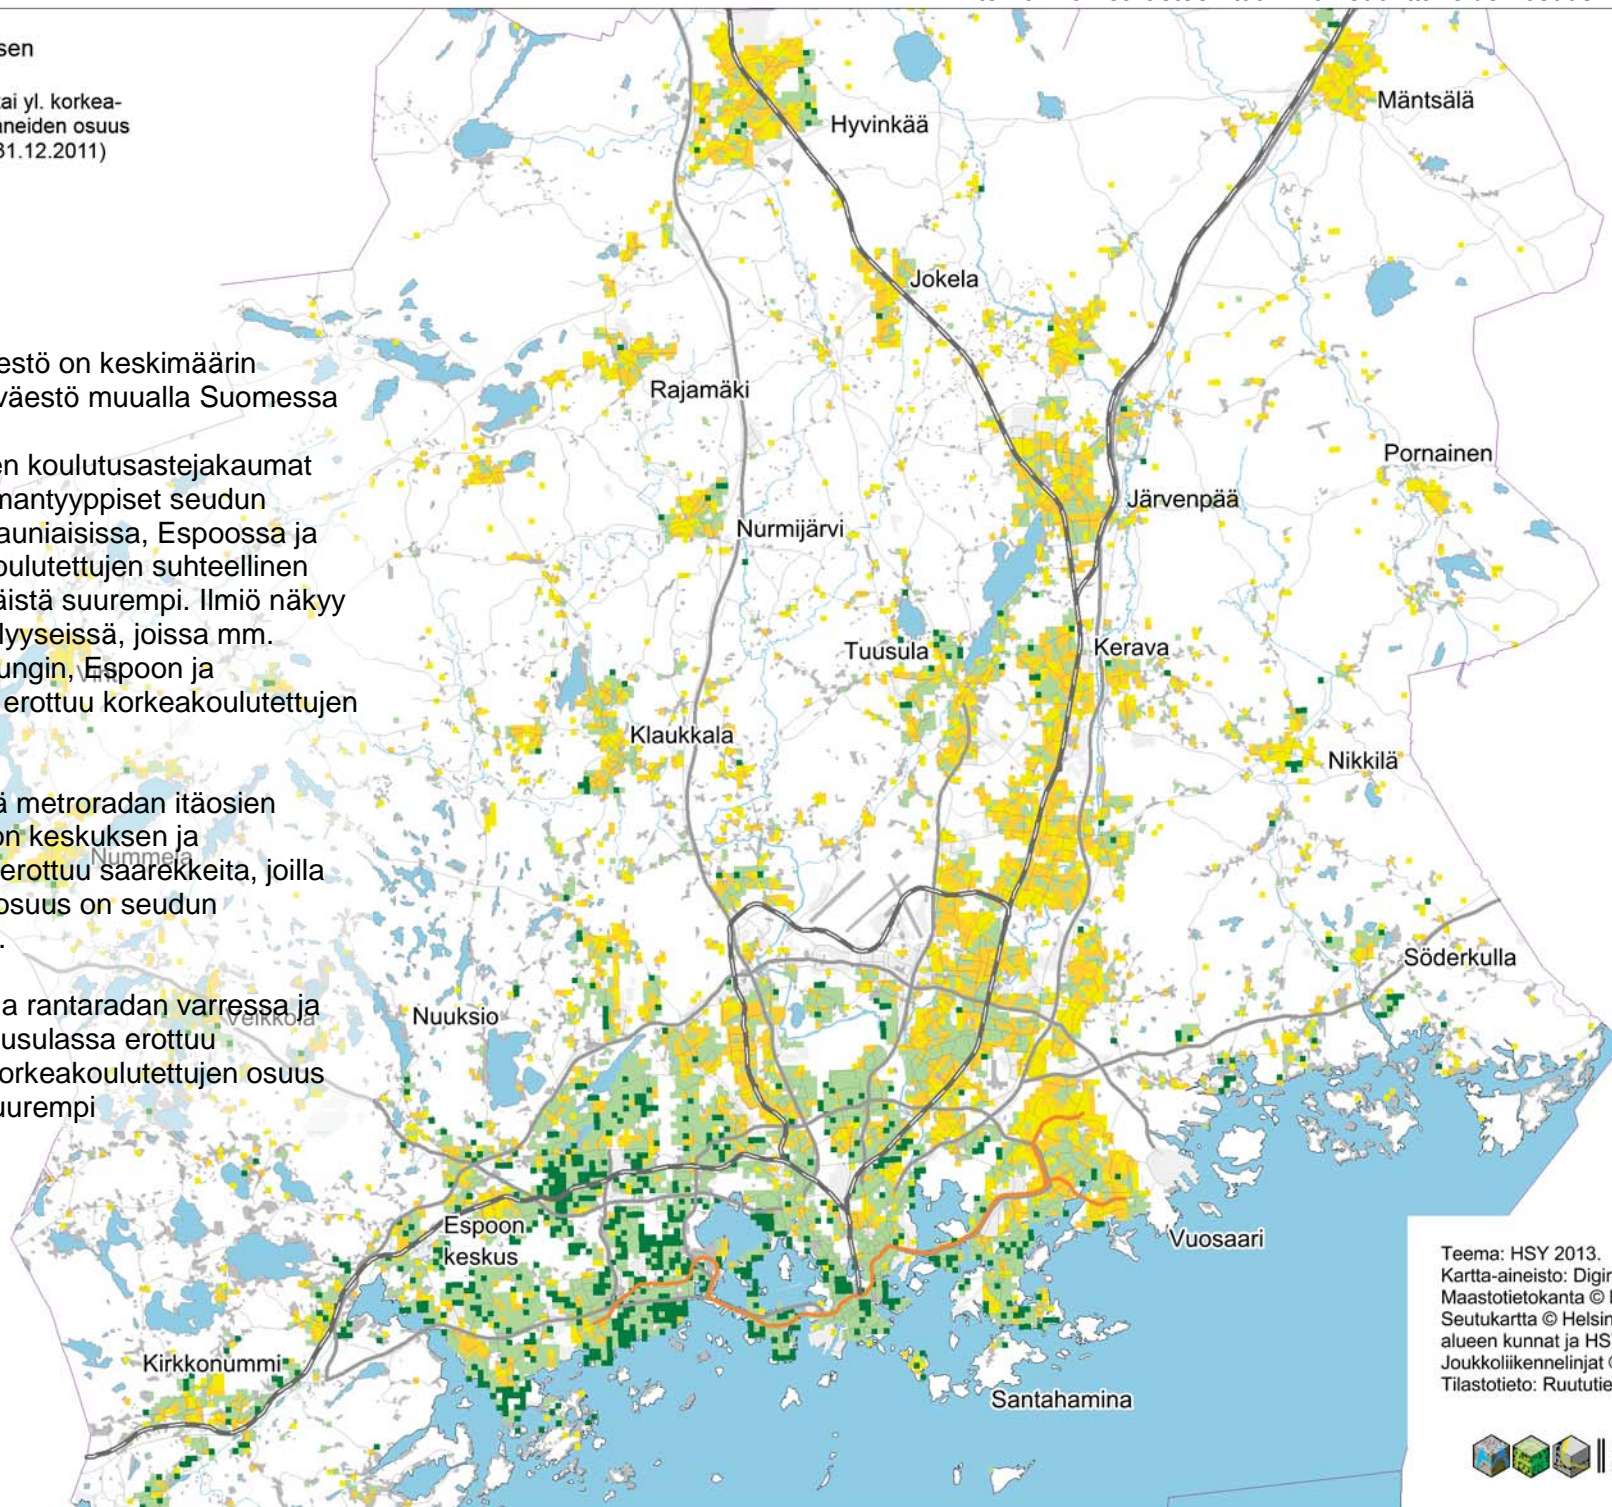 sen
tai yl. korkea-
neiden osuus
31.12.2011)
estö on keskimäärin
väestö muualla Suomessa
en koulutusastejakaumat
mantyyppiset seudun
auniaisissa, Espoossa ja
oulutettujen suhteellinen
äistä suurempi. Ilmiö näkyy
lyyseissä, joissa mm.
ungin, Espoon ja
erottuu korkeakoulutettujen
ä metroradan itäosien
on keskuksen ja
erottuu saarekkeita, joilla
osuus on seudun
.
a rantaradan varressa ja
usulassa erottuu
orkeakoulutettujen osuus
uurempi
Hyvinkää
Mäntsälä
Jokela
Rajamäki
Pornainen
Järvenpää
Nurmijärvi
Tuusula
Kerava
Klaukkala
Nikkilä
Nummela
Söderkulla
Veikkola
Nuuksio
Espoon
keskus
Vuosaari
Kirkkonummi
Santahamina
Teema: HSY 2013.
Kartta-aineisto: Digir
Maastotietokanta ©
Seutukartta © Helsin
alueen kunnat ja HS
Joukkoliikennelinjat
Tilastotieto: Ruututie